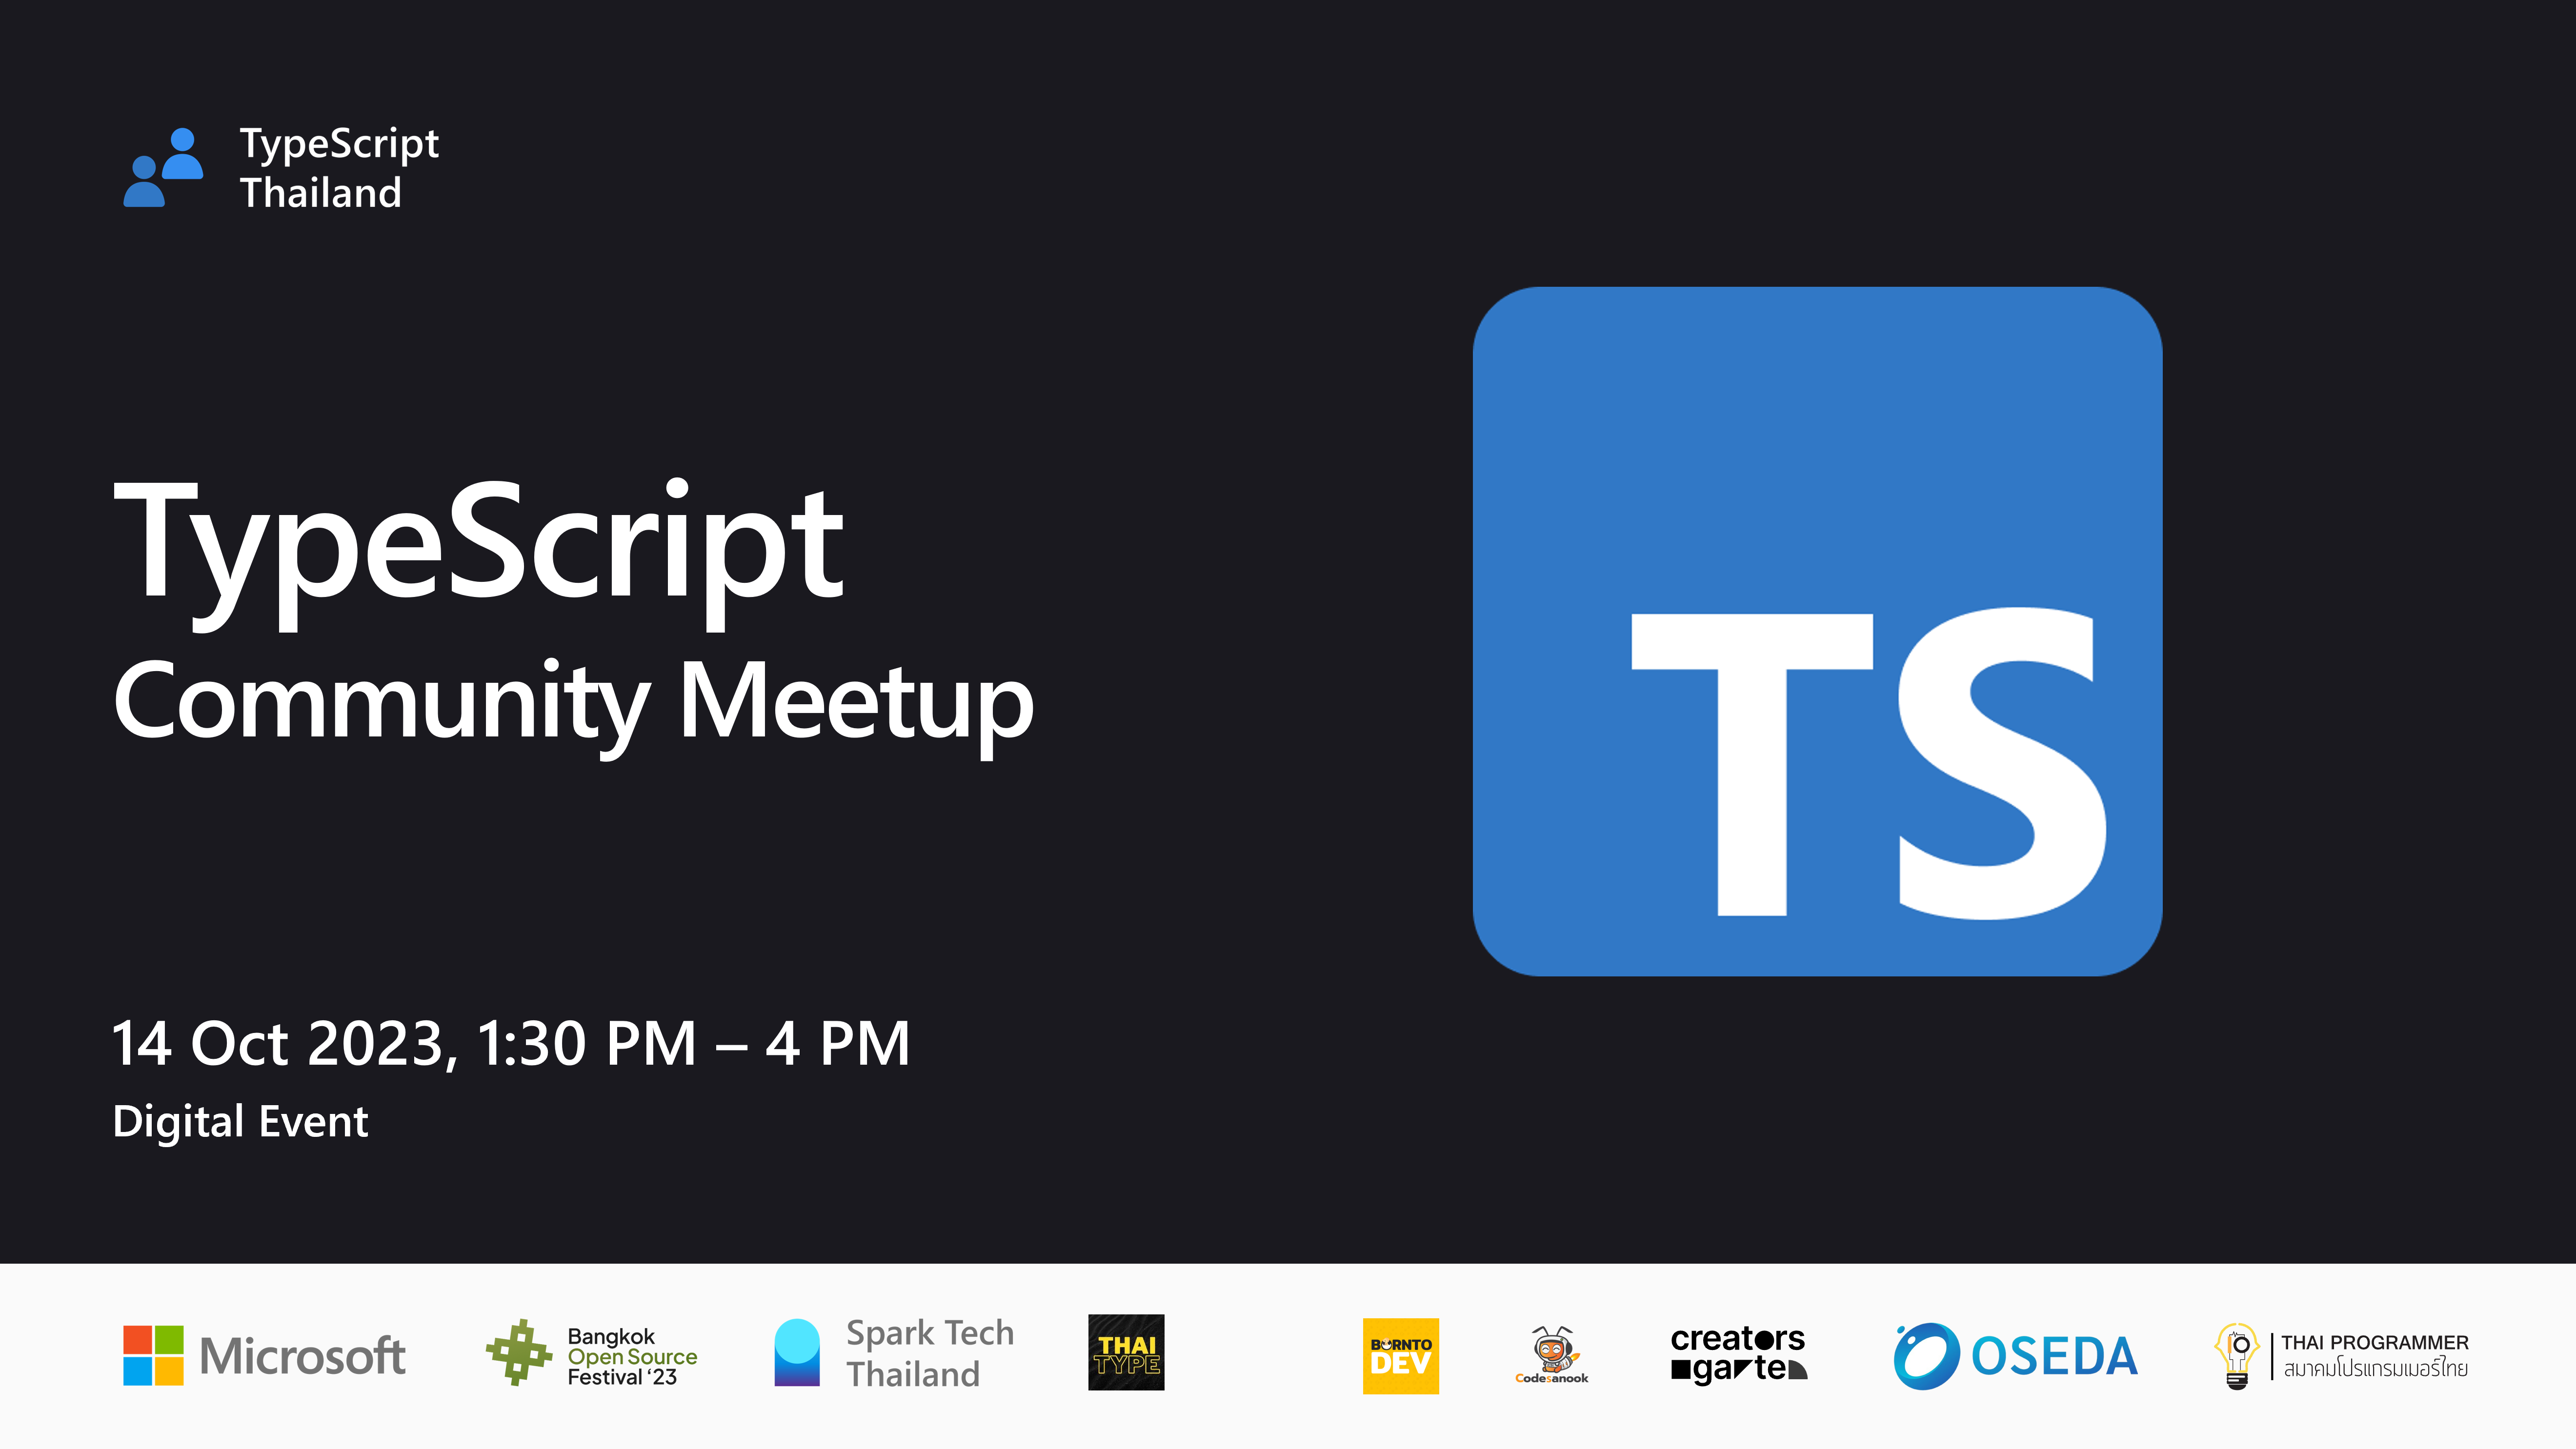 TypeScript
Thailand
TypeScript
Community Meetup
TS
14 Oct 2023, 1:30 PM – 4 PM
Digital Event
Microsoft
Bangkok
Open Source
Festival ‘23
Spark Tech
Thailand
THAI
TYPE
BORNTO
DEV
Codesanook
creators
garten
OSEDA
THAI PROGRAMMER
สมาคมโปรแกรมเมอร์ไทย